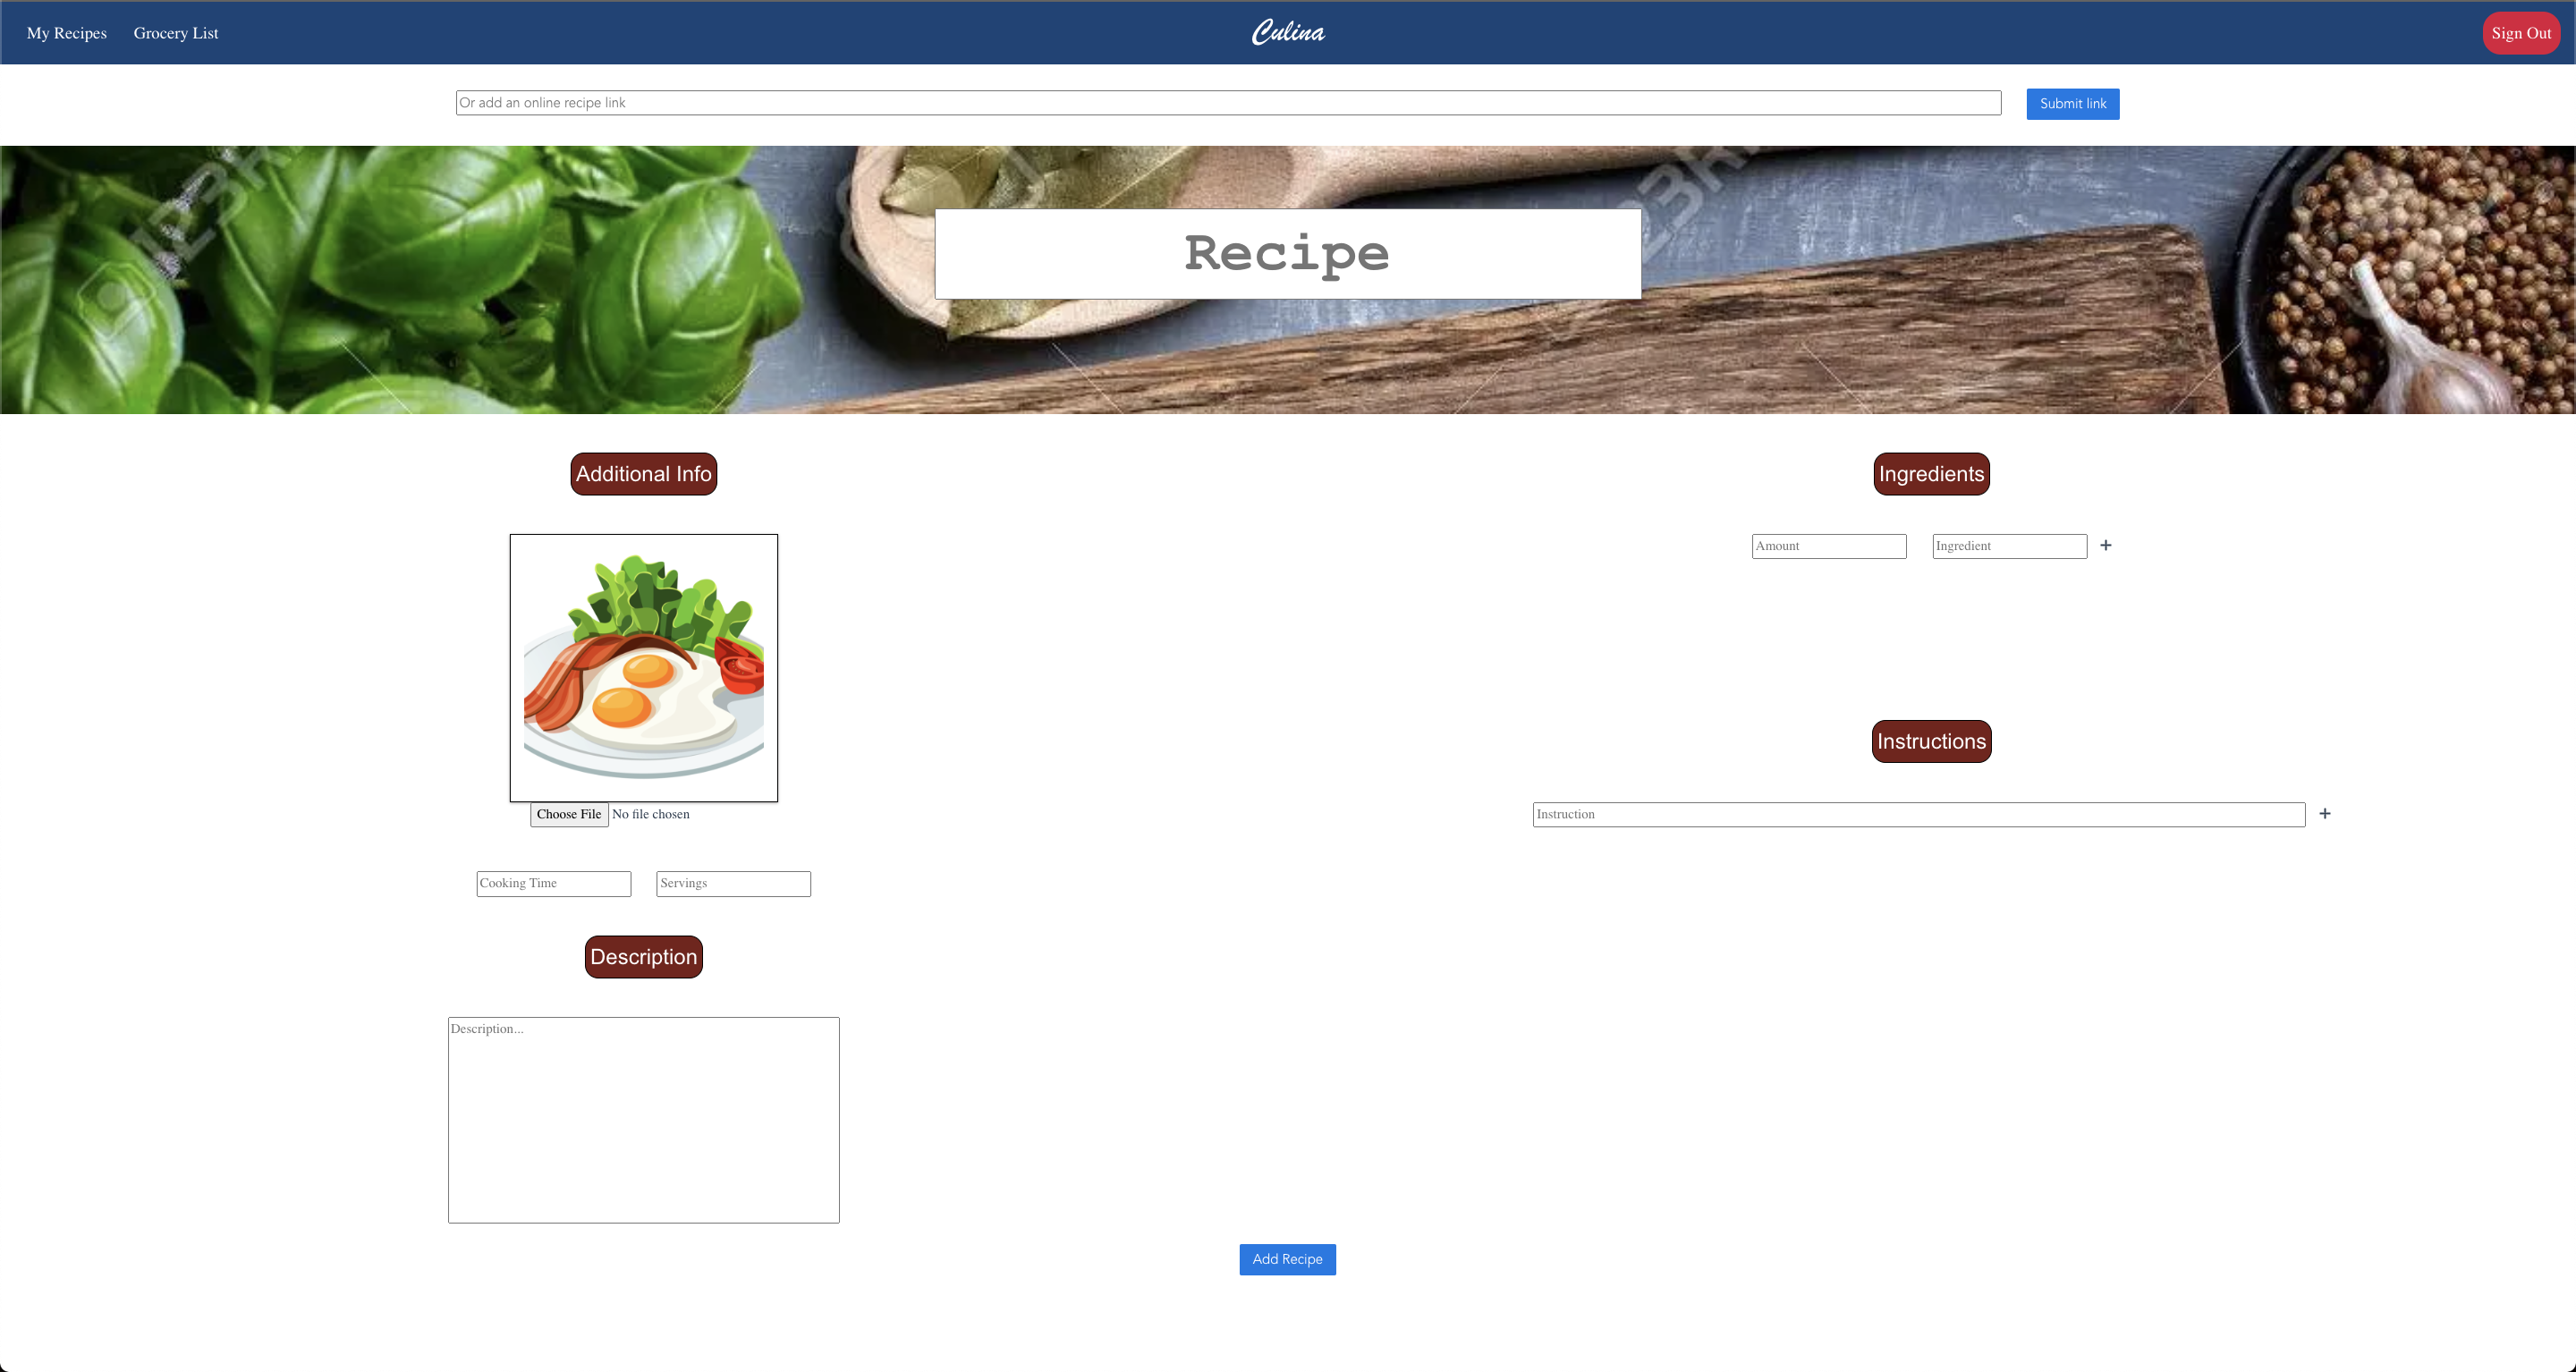 My Recipes Grocery List Culina Sign Out
Or add an online recipe link Submit link
Recipe
Additional Info
Ingredients
Amount Ingredient +
Instructions
Choose File No file chosen
Instruction +
Cooking Time Servings
Description
Description...
Add Recipe